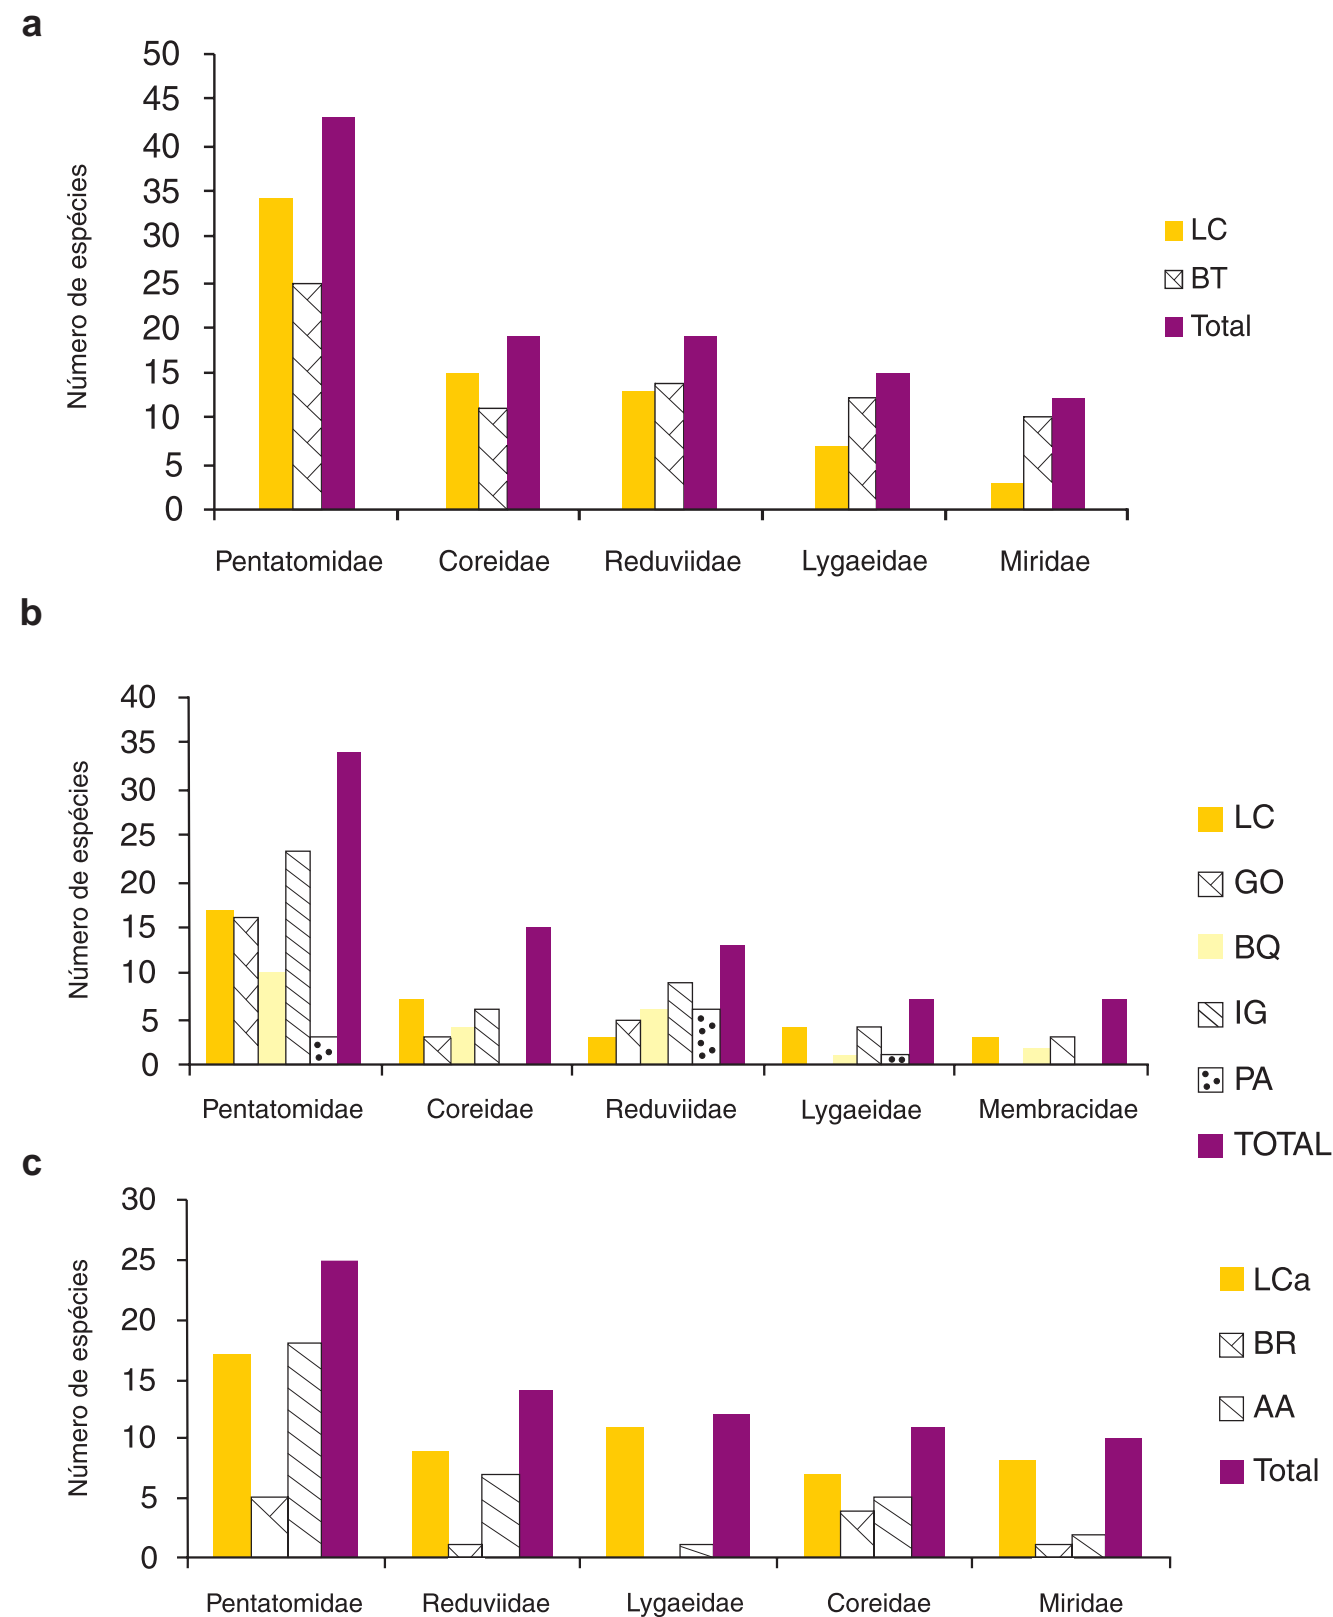 a
50
45
40
35
30
25
20
15
10
5
0
Número de espécies
LC
BT
Total
Pentatomidae Coreidae Reduviidae Lygaeidae Miridae
b
40
35
30
25
20
15
10
5
0
Número de espécies
LC
GO
BQ
IG
PA
TOTAL
Pentatomidae Coreidae Reduviidae Lygaeidae Membracidae
c
30
25
20
15
10
5
0
Número de espécies
LCa
BR
AA
Total
Pentatomidae Reduviidae Lygaeidae Coreidae Miridae